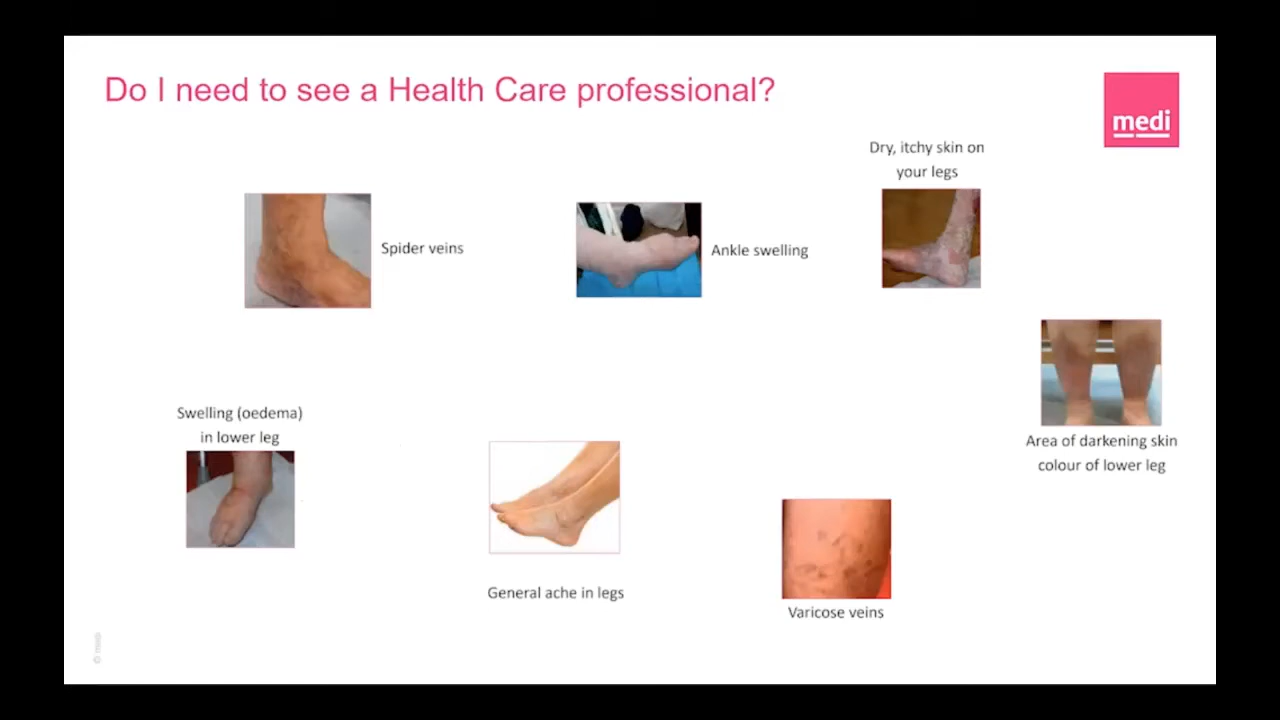 Do I need to see a Health Care professional?
medi
Dry, itchy skin on
your legs
Spider veins
Ankle swelling
Swelling (oedema)
in lower leg
Area of darkening skin
colour of lower leg
General ache in legs
Varicose veins
© medi